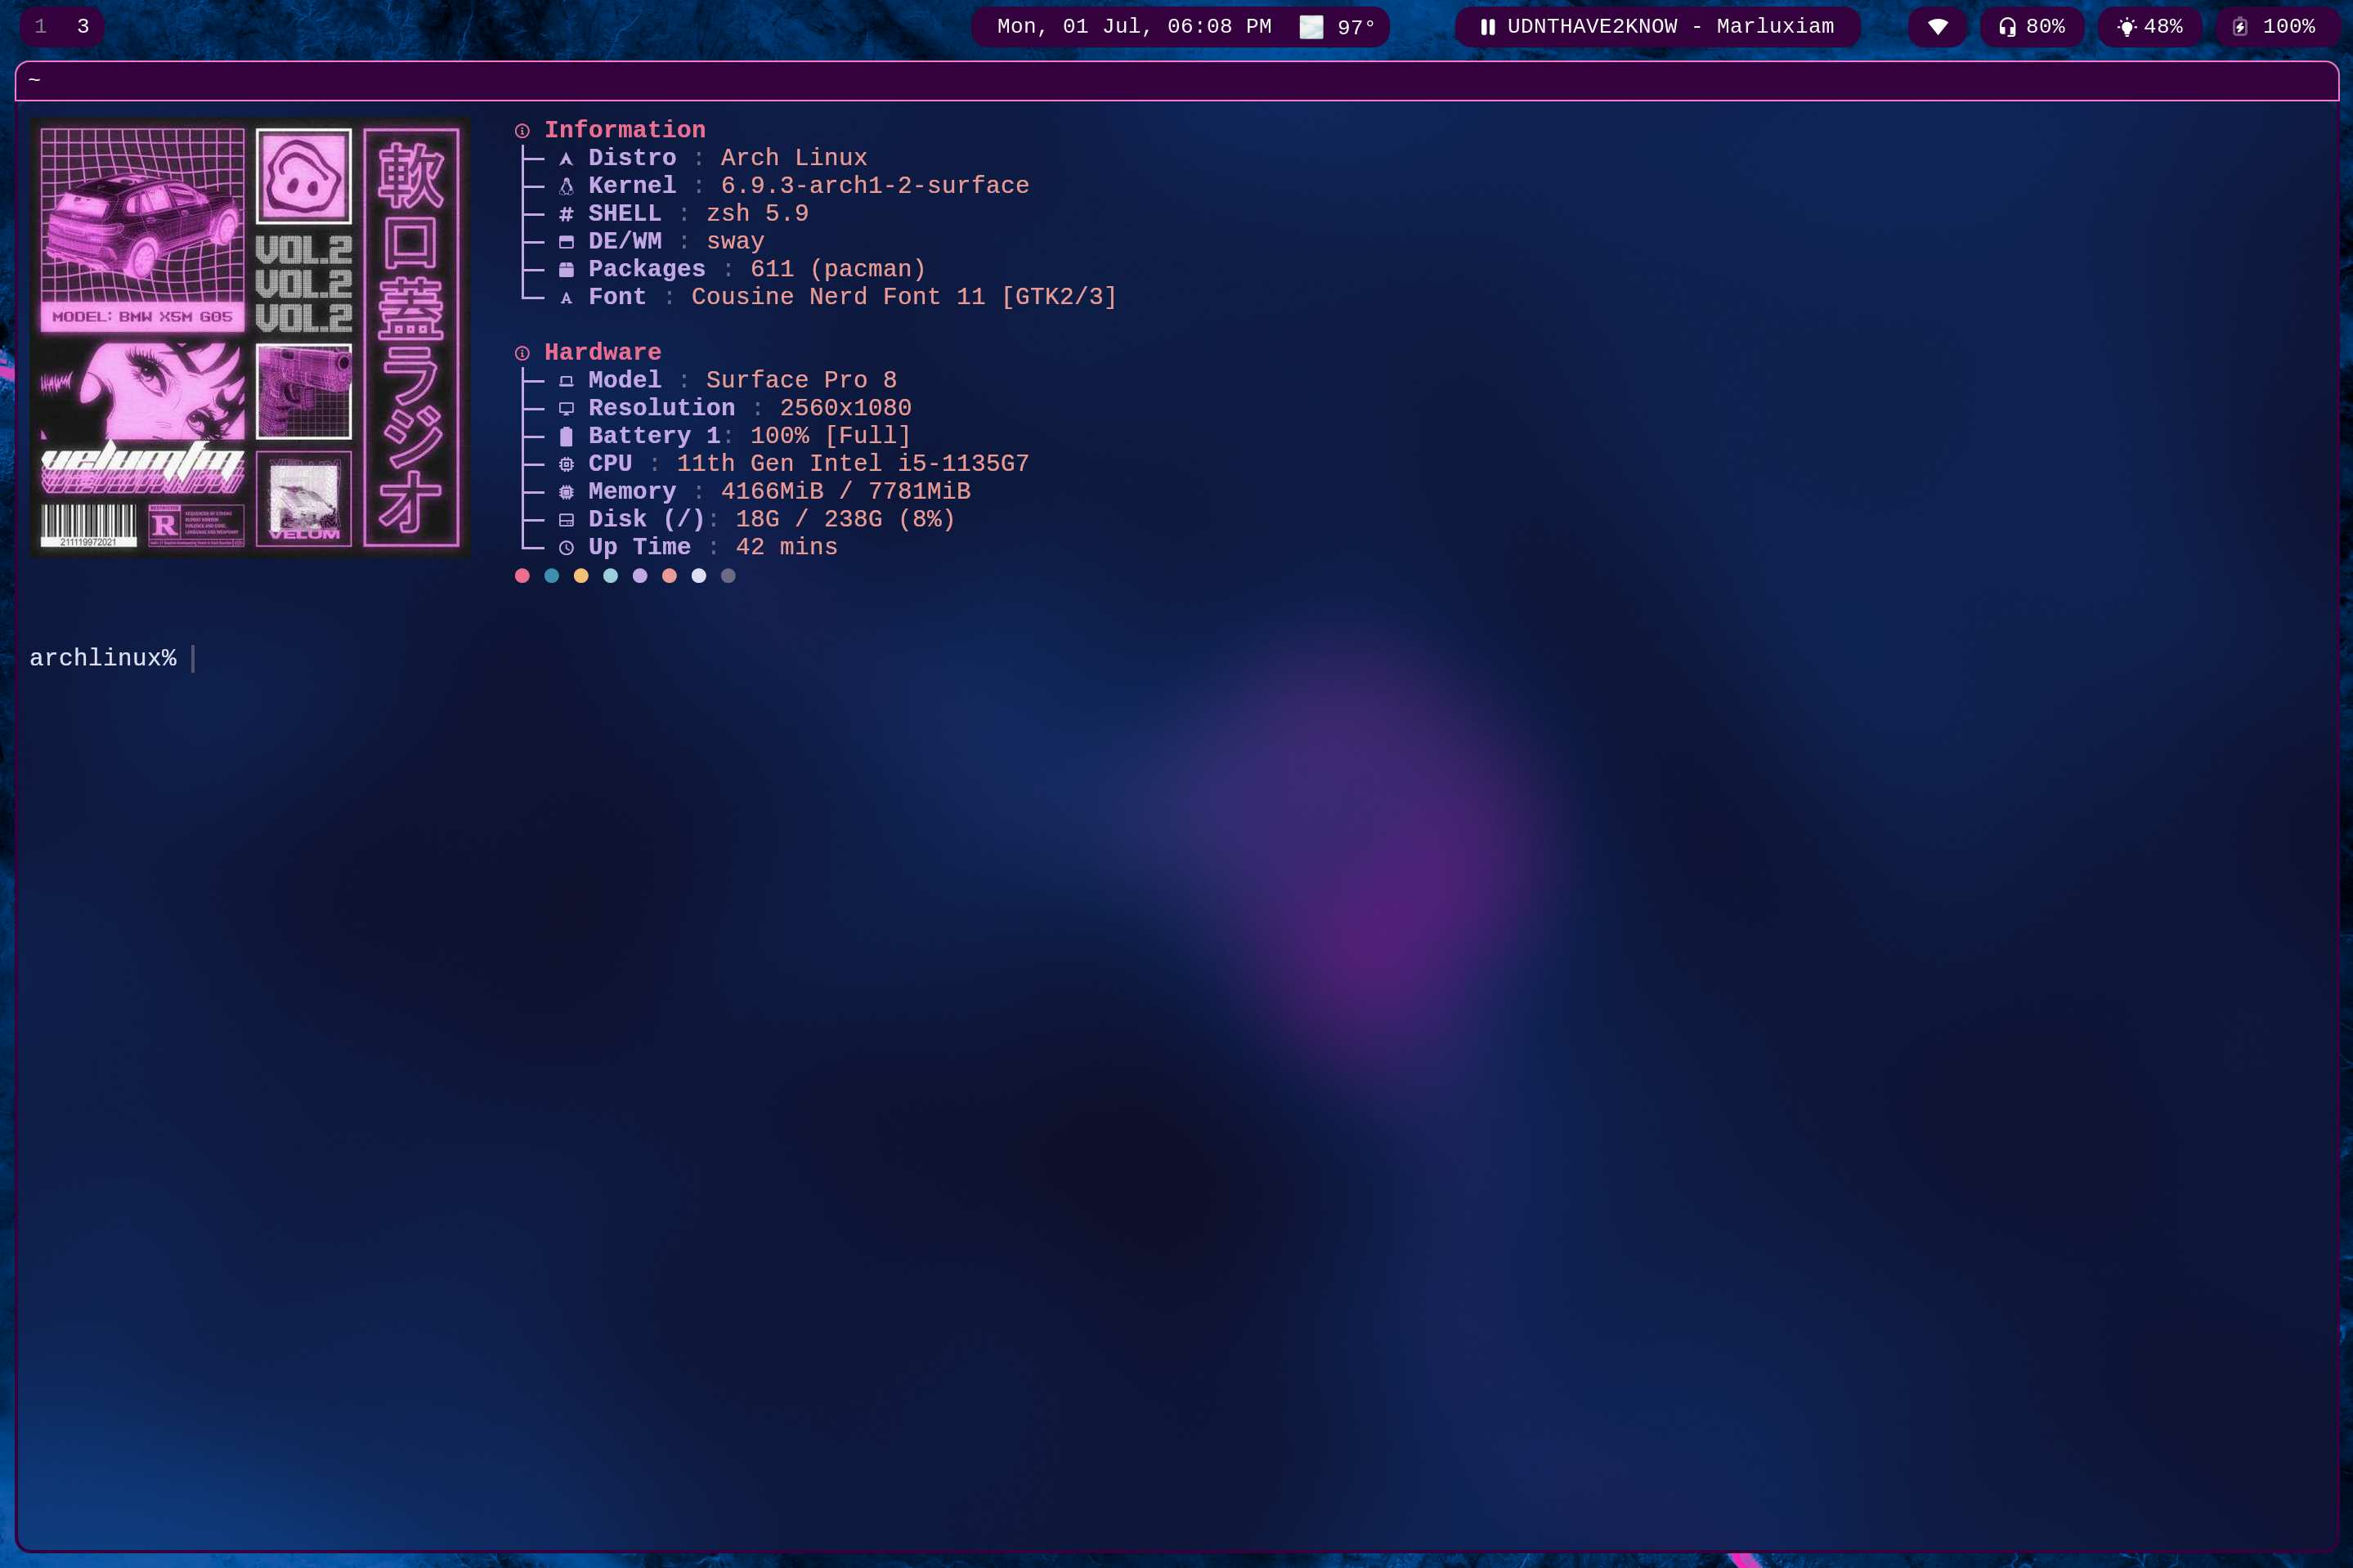 1 3
Mon, 01 Jul, 06:08 PM 97°
UDNTHAVE2KNOW - Marluxiam
80%
48%
100%
~
MODEL: BMW X5M G05
VOL.2
VOL.2
VOL.2
軟口蓋ラジオ
velumfm
211119972021
RESTRICTED
R
VELUM
Information
Distro : Arch Linux
Kernel : 6.9.3-arch1-2-surface
SHELL : zsh 5.9
DE/WM : sway
Packages : 611 (pacman)
Font : Cousine Nerd Font 11 [GTK2/3]
Hardware
Model : Surface Pro 8
Resolution : 2560x1080
Battery 1: 100% [Full]
CPU : 11th Gen Intel i5-1135G7
Memory : 4166MiB / 7781MiB
Disk (/): 18G / 238G (8%)
Up Time : 42 mins
archlinux%